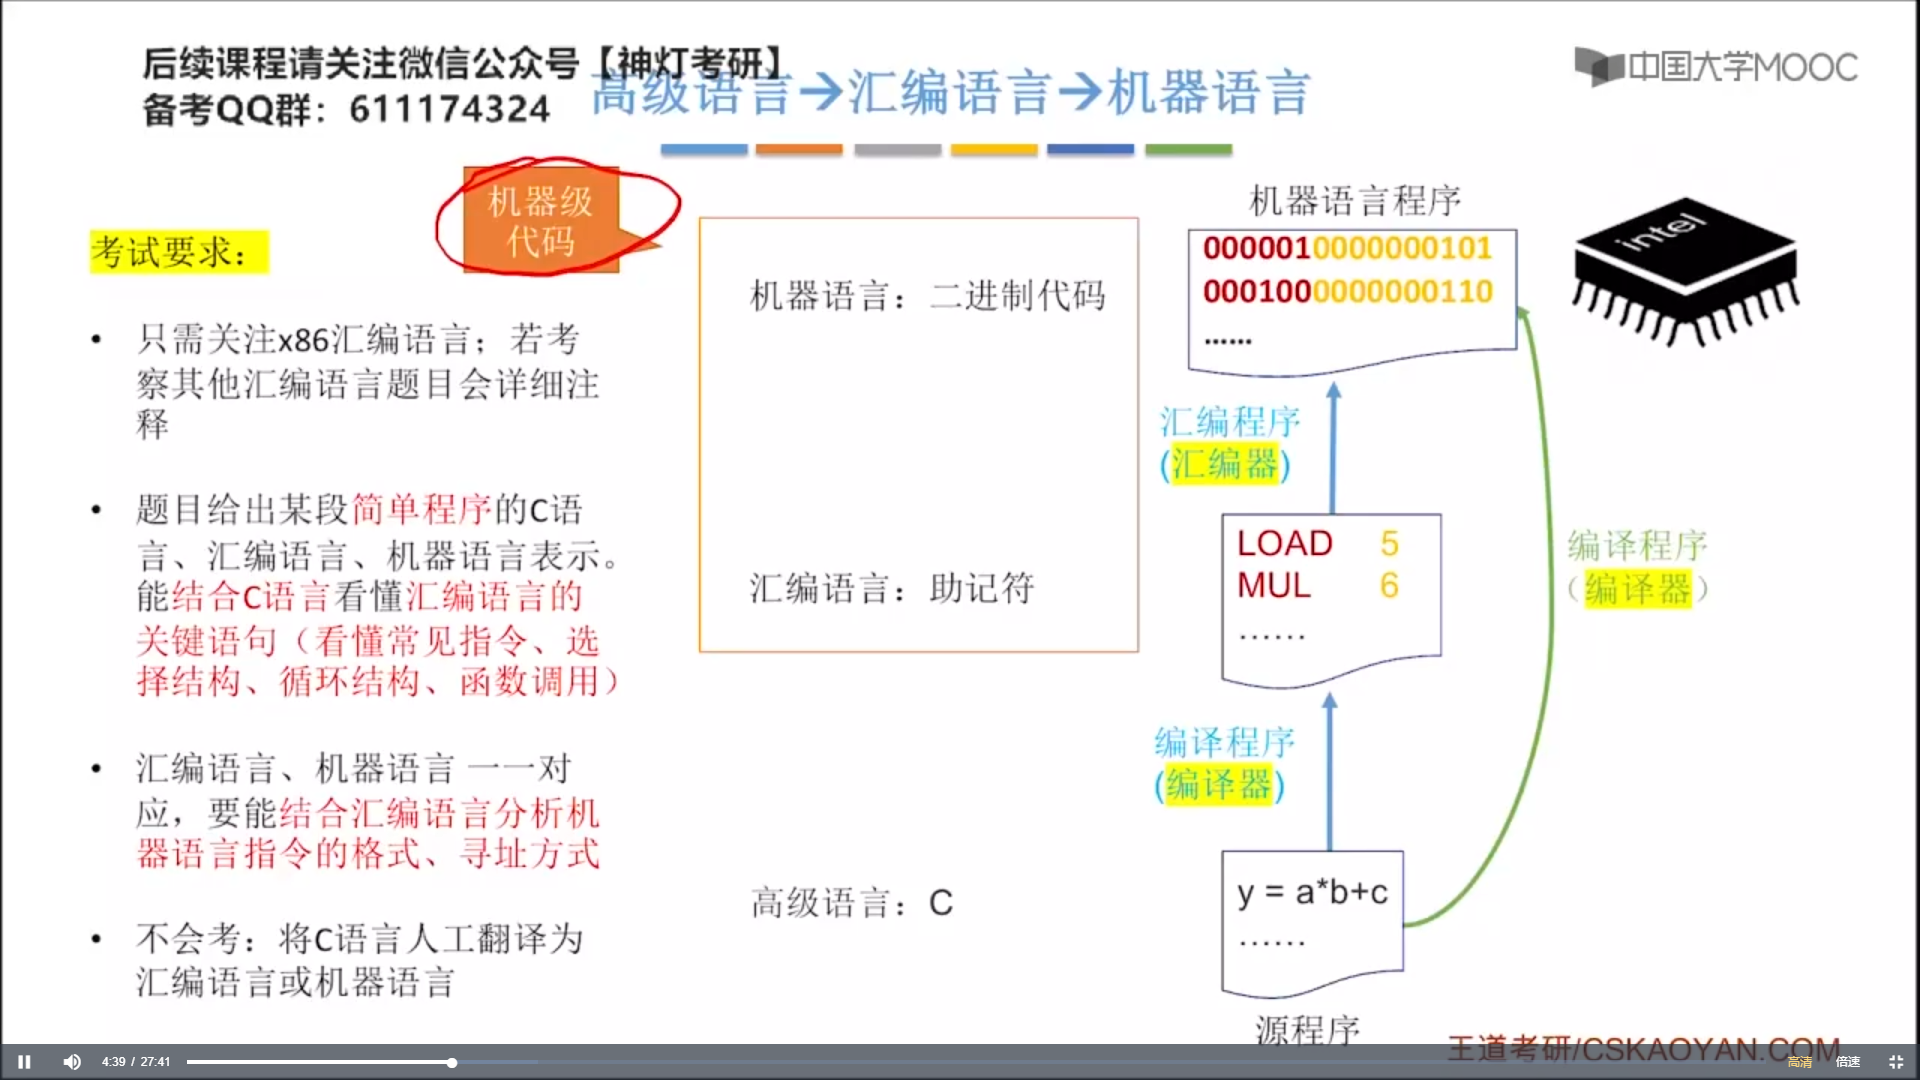 后续课程请关注微信公众号【神灯考研】
备考QQ群：611174324
高级语言→汇编语言→机器语言
中国大学MOOC
机器级
代码
考试要求：
• 只需关注x86汇编语言；若考
察其他汇编语言题目会详细注
释
• 题目给出某段简单程序的C语
言、汇编语言、机器语言表示。
能结合C语言看懂汇编语言的
关键语句（看懂常见指令、选
择结构、循环结构、函数调用）
• 汇编语言、机器语言 一一对
应，要能结合汇编语言分析机
器语言指令的格式、寻址方式
• 不会考：将C语言人工翻译为
汇编语言或机器语言
机器语言：二进制代码
汇编语言：助记符
高级语言：C
机器语言程序
0000010000000101
0001000000000110
······
intel
汇编程序
(汇编器)
LOAD 5
MUL 6
······
编译程序
（编译器）
编译程序
(编译器)
y = a*b+c
······
源程序
王道考研/CSKAOYAN.COM
4:39 / 27:41
高清
倍速